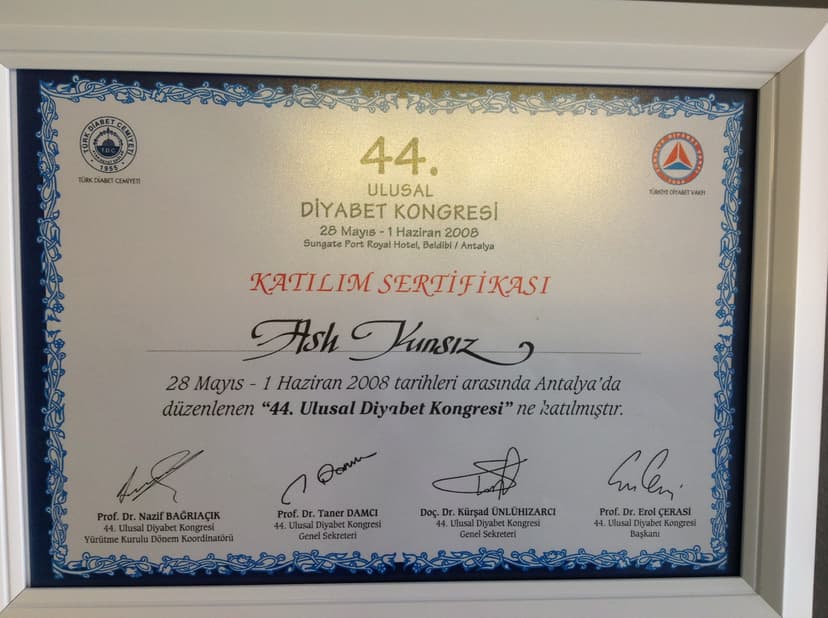 TÜRK DİABET CEMİYETİ
T.D.C.
1955
TÜRK DİABET CEMİYETİ
TÜRKİYE DİYABET VAKFI
44.
ULUSAL
DİYABET KONGRESİ
28 Mayıs - 1 Haziran 2008
Sungate Port Royal Hotel, Beldibi / Antalya
KATILIM SERTİFİKASI
Aslı
28 Mayıs - 1 Haziran 2008 tarihleri arasında Antalya'da
düzenlenen “44. Ulusal Diyabet Kongresi” ne katılmıştır.
Prof. Dr. Nazif BAĞRIAÇIK
44. Ulusal Diyabet Kongresi
Yürütme Kurulu Dönem Koordinatörü
Prof. Dr. Taner DAMCI
44. Ulusal Diyabet Kongresi
Genel Sekreteri
Doç. Dr. Kürşad ÜNLÜHIZARCI
44. Ulusal Diyabet Kongresi
Genel Sekreteri
Prof. Dr. Erol ÇERASİ
44. Ulusal Diyabet Kongresi
Başkanı